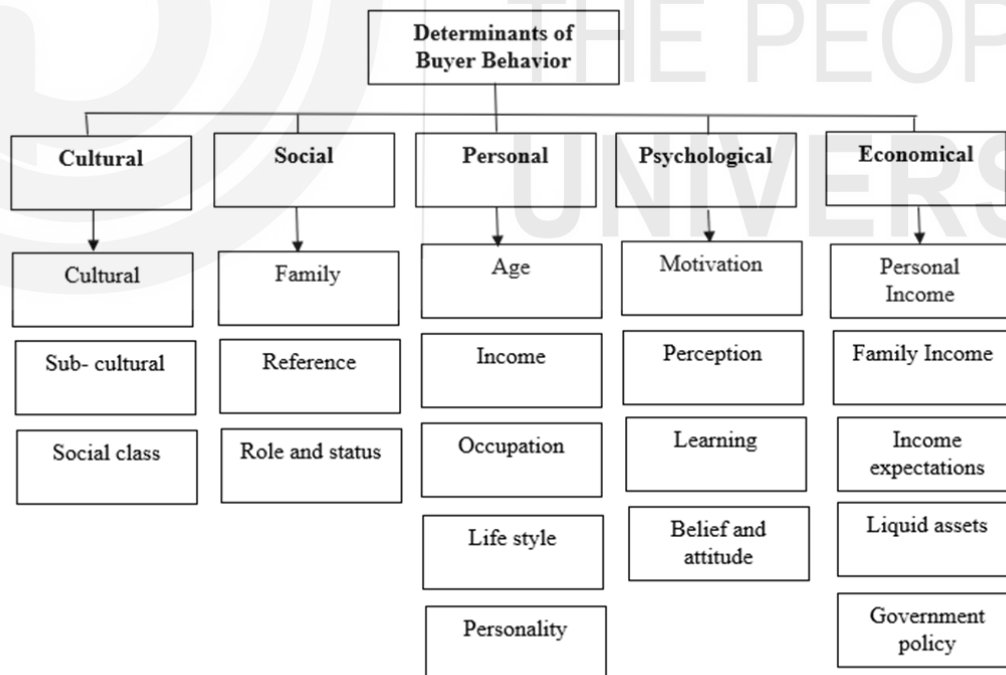 THE PEOP
UNIVERS
Determinants of
Buyer Behavior
Cultural
Social
Personal
Psychological
Economical
Cultural
Sub- cultural
Social class
Family
Reference
Role and status
Age
Income
Occupation
Life style
Personality
Motivation
Perception
Learning
Belief and
attitude
Personal
Income
Family Income
Income
expectations
Liquid assets
Government
policy